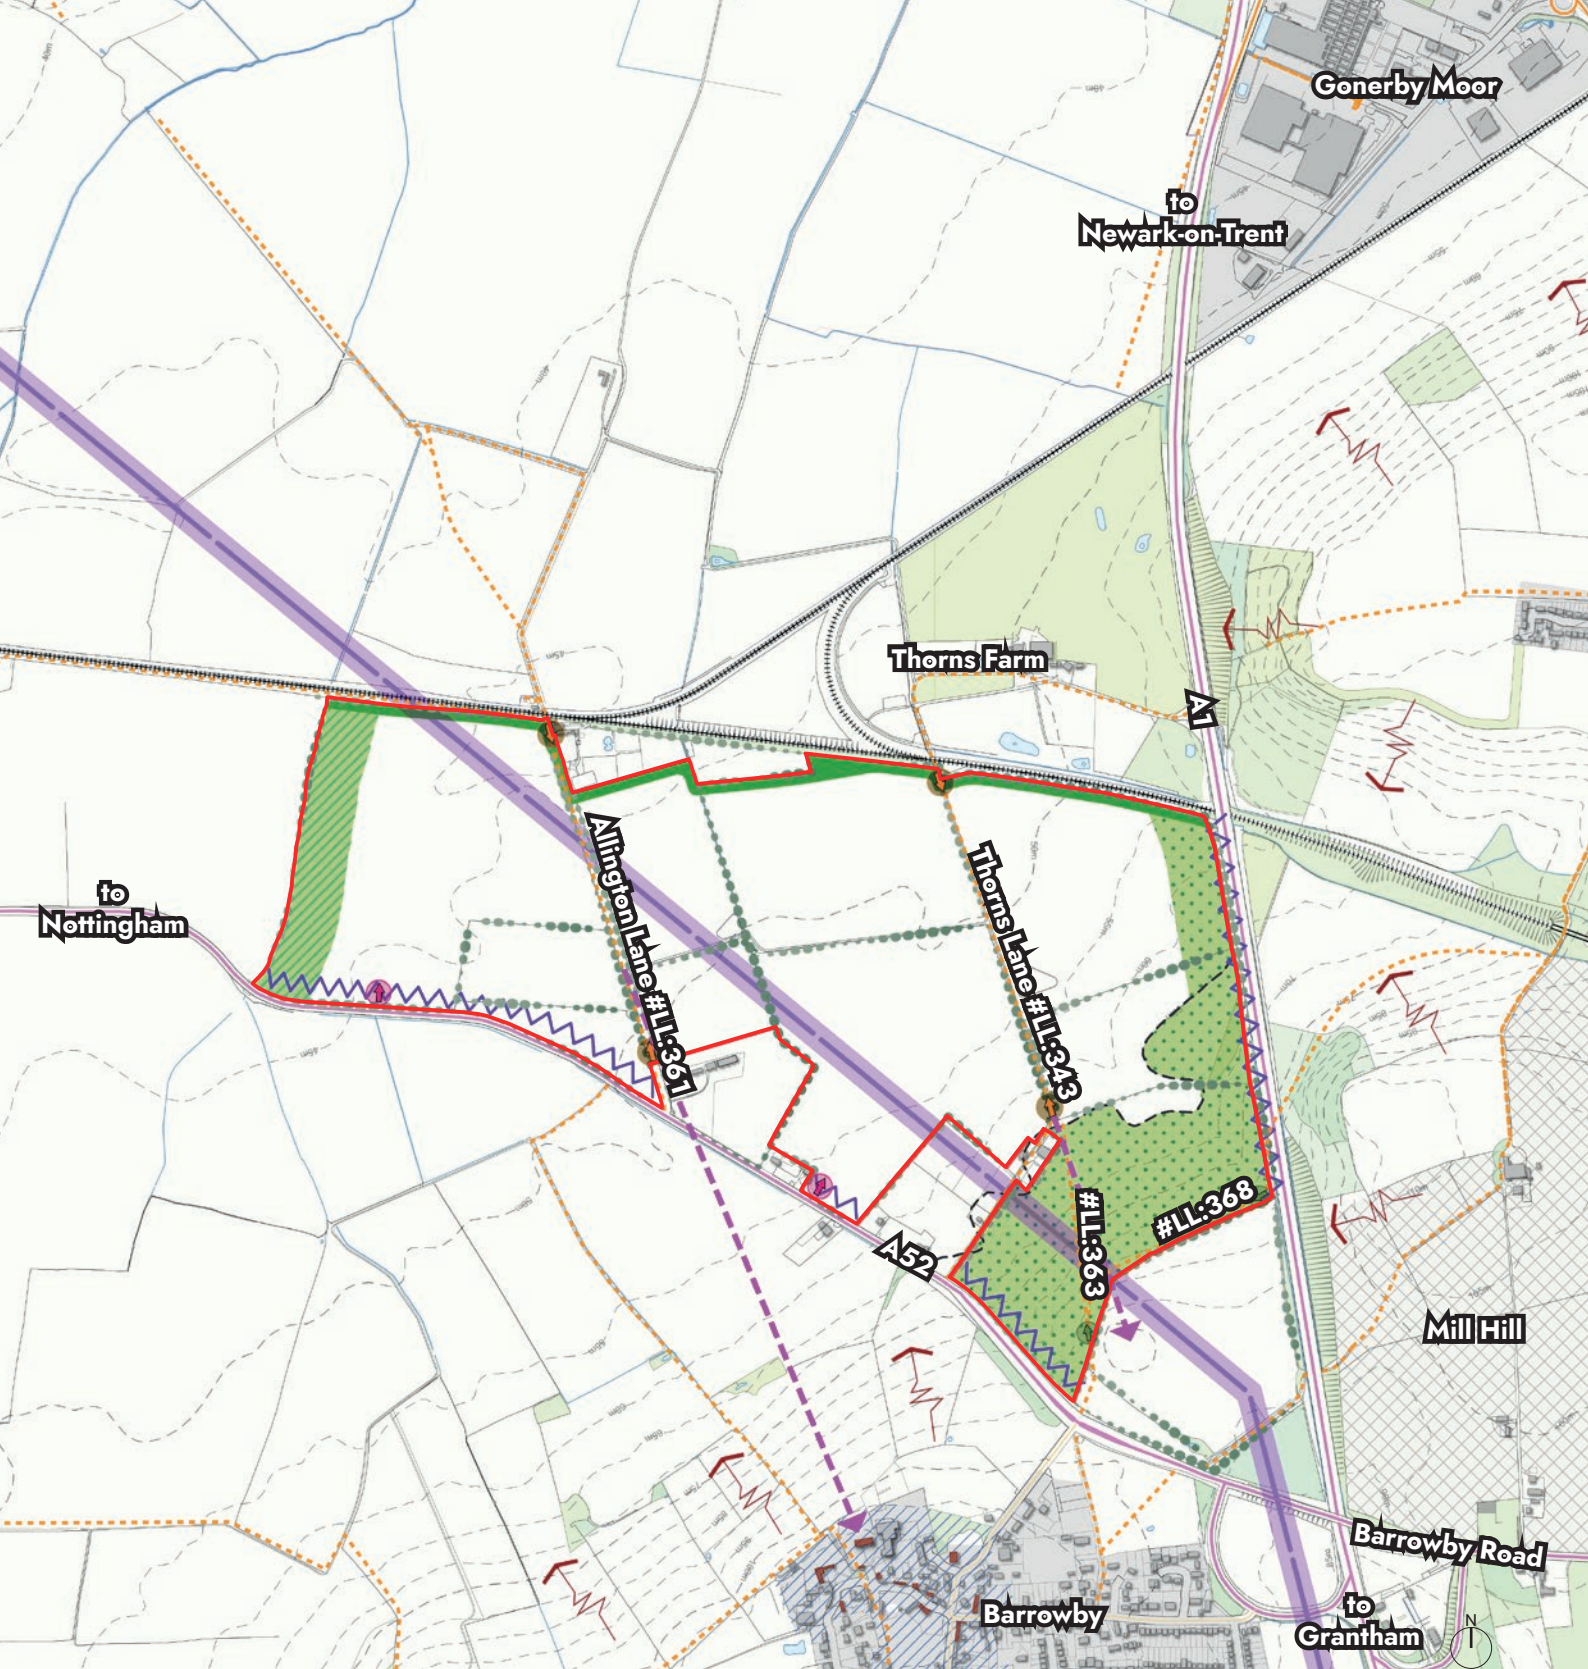 Gonerby Moor
to
Newark-on-Trent
Thorns Farm
A1
to
Nottingham
Allington Lane #LL:361
Thorns Lane #LL:343
#LL:368
#LL:363
A52
Mill Hill
Barrowby Road
Barrowby
to
Grantham
N